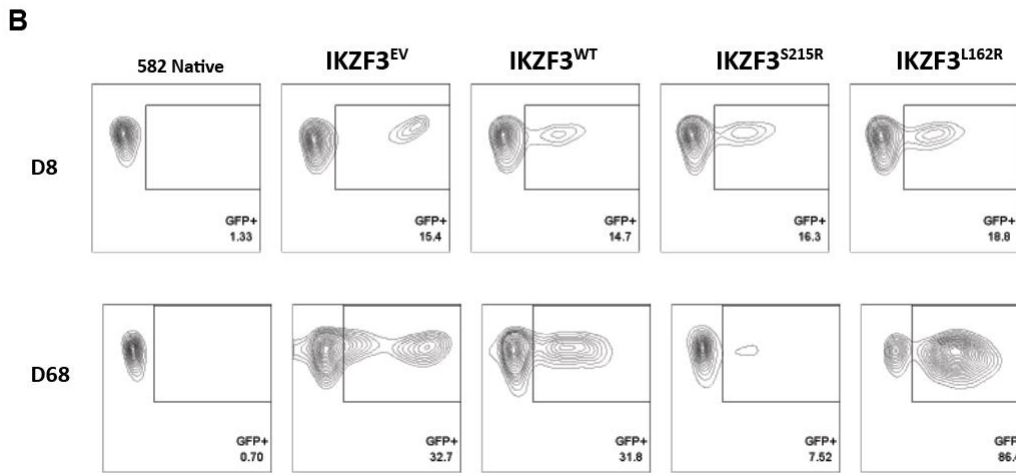 B
582 Native IKZF3EV IKZF3WT IKZF3S215R IKZF3L162R
D8
GFP+ GFP+ GFP+ GFP+ GFP+
1.33 15.4 14.7 16.3 18.8
D68
GFP+ GFP+ GFP+ GFP+ GFP+
0.70 32.7 31.8 7.52